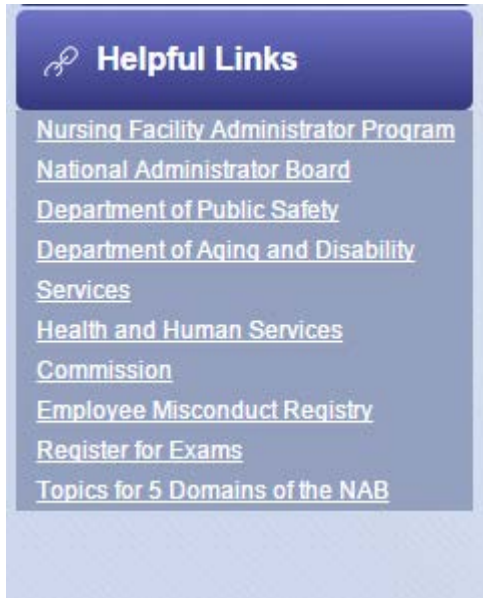 Helpful Links
Nursing Facility Administrator Program
National Administrator Board
Department of Public Safety
Department of Aging and Disability
Services
Health and Human Services
Commission
Employee Misconduct Registry
Register for Exams
Topics for 5 Domains of the NAB